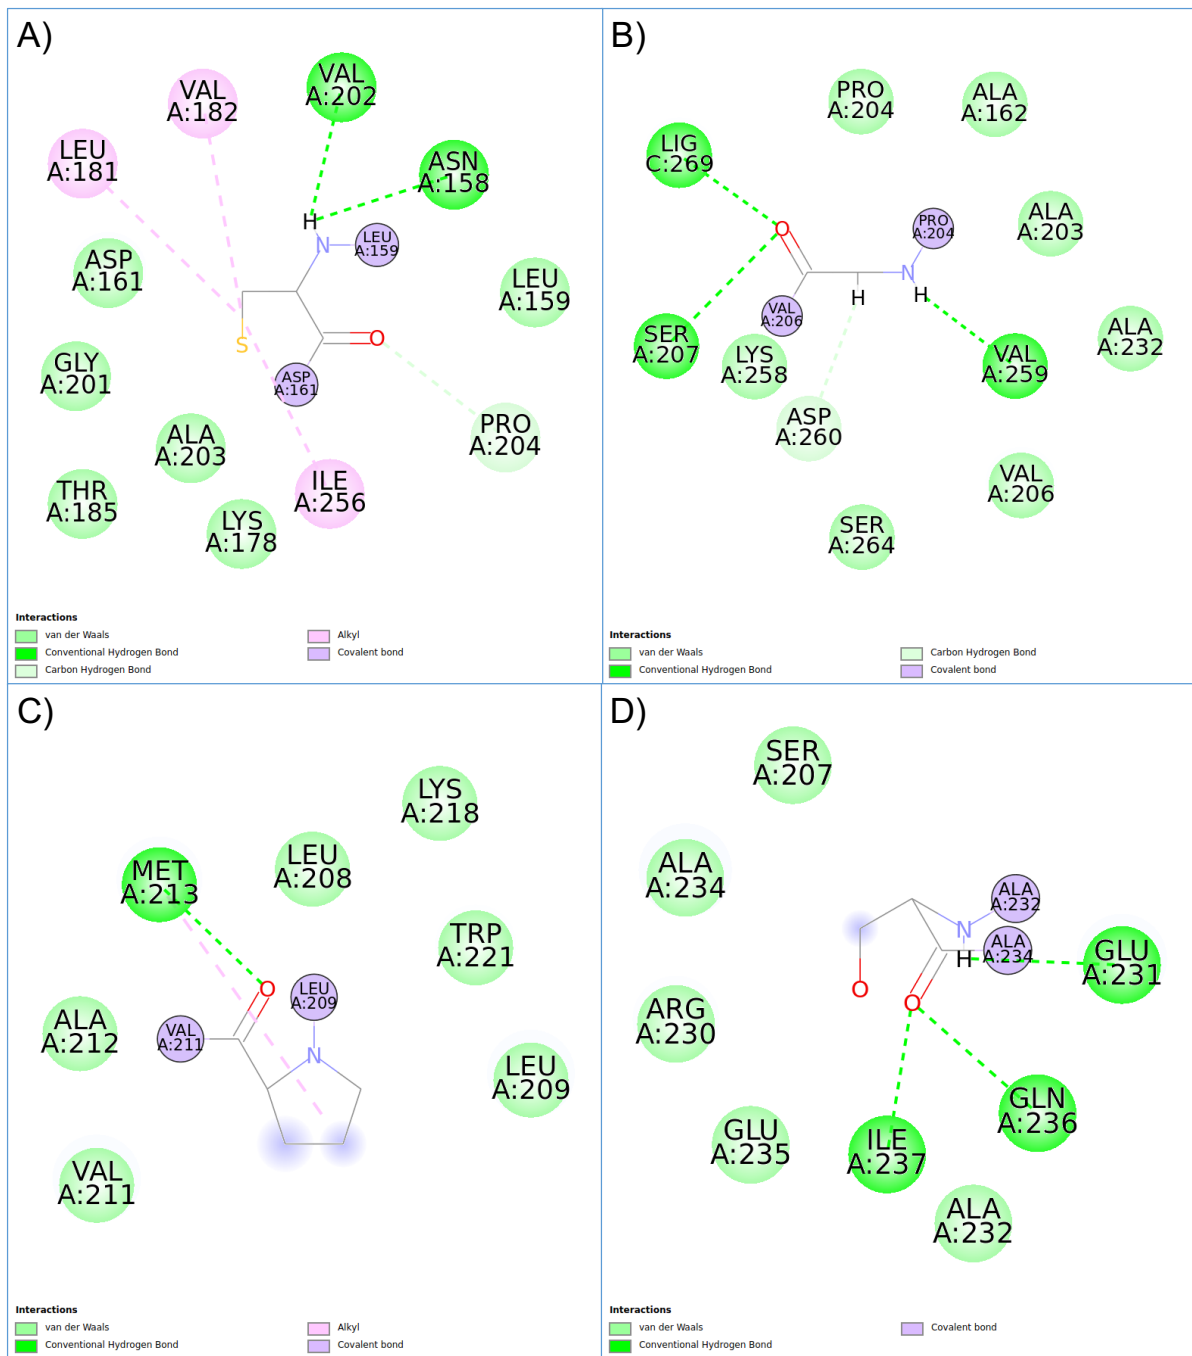 A)
VAL
A:182
VAL
A:202
LEU
A:181
ASN
A:158
H
N
LEU
A:159
ASP
A:161
LEU
A:159
S
O
GLY
A:201
ASP
A:161
PRO
A:204
ALA
A:203
THR
A:185
ILE
A:256
LYS
A:178
Interactions
van der Waals
Conventional Hydrogen Bond
Carbon Hydrogen Bond
Alkyl
Covalent bond
B)
PRO
A:204
ALA
A:162
LIG
C:269
PRO
A:204
ALA
A:203
O
N
H
H
VAL
A:206
SER
A:207
LYS
A:258
VAL
A:259
ALA
A:232
ASP
A:260
VAL
A:206
SER
A:264
Interactions
van der Waals
Conventional Hydrogen Bond
Carbon Hydrogen Bond
Covalent bond
C)
LYS
A:218
MET
A:213
LEU
A:208
TRP
A:221
O
LEU
A:209
ALA
A:212
VAL
A:211
N
LEU
A:209
VAL
A:211
Interactions
van der Waals
Conventional Hydrogen Bond
Alkyl
Covalent bond
D)
SER
A:207
ALA
A:234
ALA
A:232
N
ALA
A:234
H
GLU
A:231
O
O
ARG
A:230
GLN
A:236
GLU
A:235
ILE
A:237
ALA
A:232
Interactions
van der Waals
Conventional Hydrogen Bond
Covalent bond